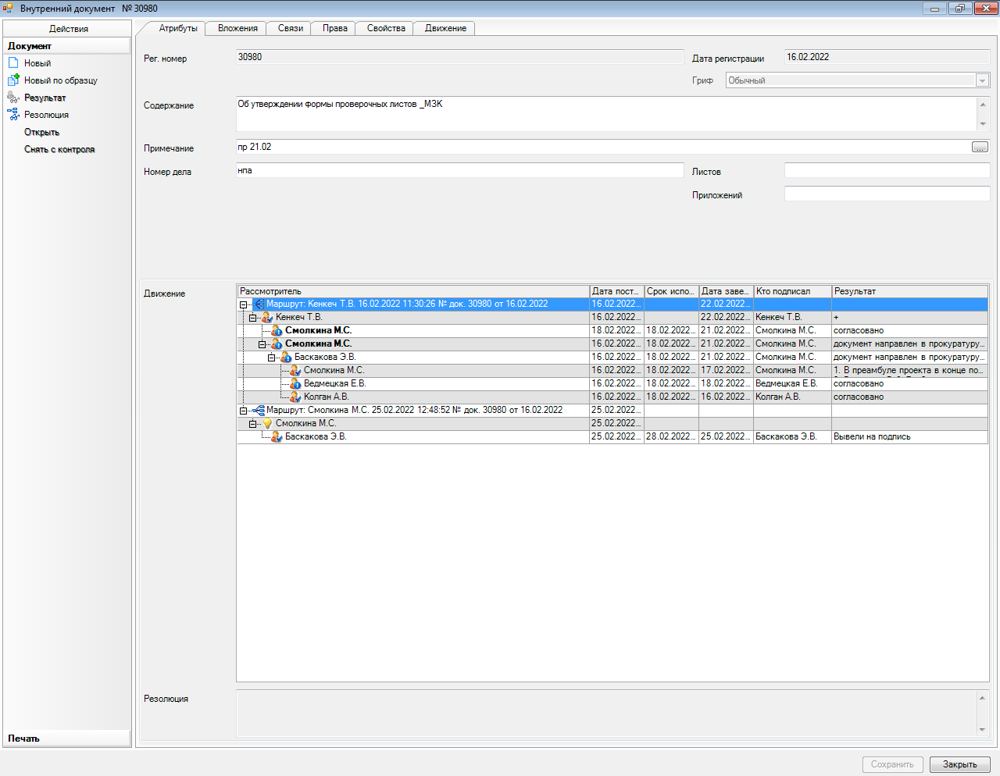 Внутренний документ № 30980
Действия
Документ
Новый
Новый по образцу
Результат
Резолюция
Открыть
Снять с контроля
Печать
Атрибуты Вложения Связи Права Свойства Движение
Рег. номер 30980 Дата регистрации 16.02.2022
Гриф Обычный
Содержание Об утверждении формы проверочных листов _МЗК
Примечание пр 21.02 ...
Номер дела нпа Листов
Приложений
Движение
Рассмотритель Дата пост... Срок испо... Дата заве... Кто подписал Результат
Маршрут: Кенкеч Т.В. 16.02.2022 11:30:26 № док. 30980 от 16.02.2022 16.02.2022... 22.02.2022...
Кенкеч Т.В. 16.02.2022... 22.02.2022... Кенкеч Т.В. +
Смолкина М.С. 18.02.2022... 18.02.2022... 21.02.2022... Смолкина М.С. согласовано
Смолкина М.С. 16.02.2022... 18.02.2022... 21.02.2022... Смолкина М.С. документ направлен в прокуратуру...
Баскакова Э.В. 16.02.2022... 18.02.2022... 21.02.2022... Смолкина М.С. документ направлен в прокуратуру...
Смолкина М.С. 16.02.2022... 18.02.2022... 17.02.2022... Смолкина М.С. 1. В преамбуле проекта в конце по...
Ведмецкая Е.В. 16.02.2022... 18.02.2022... 18.02.2022... Ведмецкая Е.В. согласовано
Колган А.В. 16.02.2022... 18.02.2022... 16.02.2022... Колган А.В. согласовано
Маршрут: Смолкина М.С. 25.02.2022 12:48:52 № док. 30980 от 16.02.2022 25.02.2022...
Смолкина М.С. 25.02.2022...
Баскакова Э.В. 25.02.2022... 28.02.2022... 25.02.2022... Баскакова Э.В. Вывели на подпись
Резолюция
Сохранить Закрыть